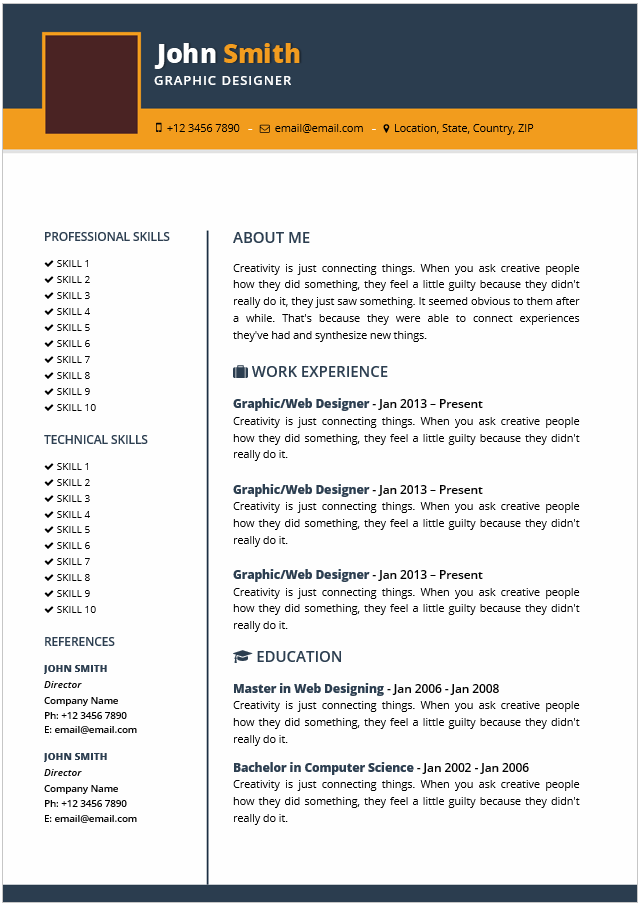 John Smith
GRAPHIC DESIGNER
+12 3456 7890 - email@email.com - Location, State, Country, ZIP
PROFESSIONAL SKILLS
SKILL 1
SKILL 2
SKILL 3
SKILL 4
SKILL 5
SKILL 6
SKILL 7
SKILL 8
SKILL 9
SKILL 10
TECHNICAL SKILLS
SKILL 1
SKILL 2
SKILL 3
SKILL 4
SKILL 5
SKILL 6
SKILL 7
SKILL 8
SKILL 9
SKILL 10
REFERENCES
JOHN SMITH
Director
Company Name
Ph: +12 3456 7890
E: email@email.com
JOHN SMITH
Director
Company Name
Ph: +12 3456 7890
E: email@email.com
ABOUT ME
Creativity is just connecting things. When you ask creative people
how they did something, they feel a little guilty because they didn't
really do it, they just saw something. It seemed obvious to them after
a while. That's because they were able to connect experiences
they've had and synthesize new things.
WORK EXPERIENCE
Graphic/Web Designer - Jan 2013 – Present
Creativity is just connecting things. When you ask creative people
how they did something, they feel a little guilty because they didn't
really do it.
Graphic/Web Designer - Jan 2013 – Present
Creativity is just connecting things. When you ask creative people
how they did something, they feel a little guilty because they didn't
really do it.
Graphic/Web Designer - Jan 2013 – Present
Creativity is just connecting things. When you ask creative people
how they did something, they feel a little guilty because they didn't
really do it.
EDUCATION
Master in Web Designing - Jan 2006 - Jan 2008
Creativity is just connecting things. When you ask creative people
how they did something, they feel a little guilty because they didn't
really do it.
Bachelor in Computer Science - Jan 2002 - Jan 2006
Creativity is just connecting things. When you ask creative people
how they did something, they feel a little guilty because they didn't
really do it.